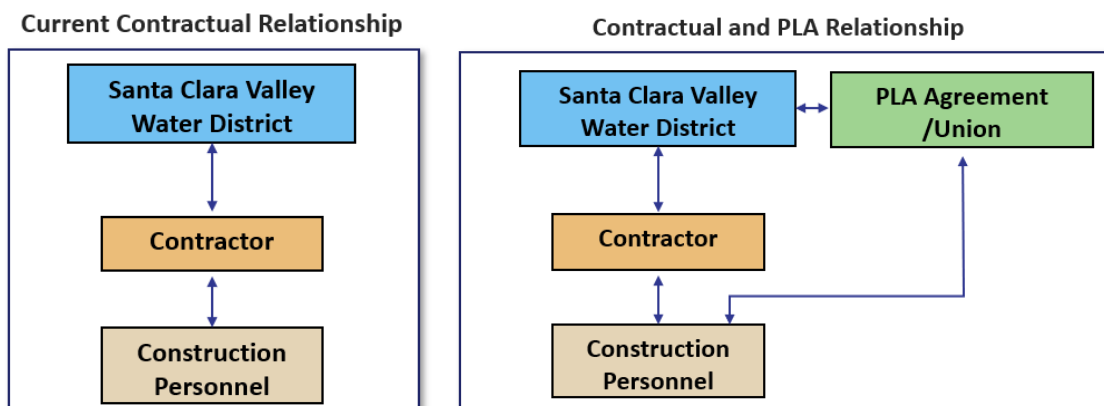 Current Contractual Relationship
Santa Clara Valley
Water District
Contractor
Construction
Personnel
Contractual and PLA Relationship
Santa Clara Valley
Water District
PLA Agreement
/Union
Contractor
Construction
Personnel